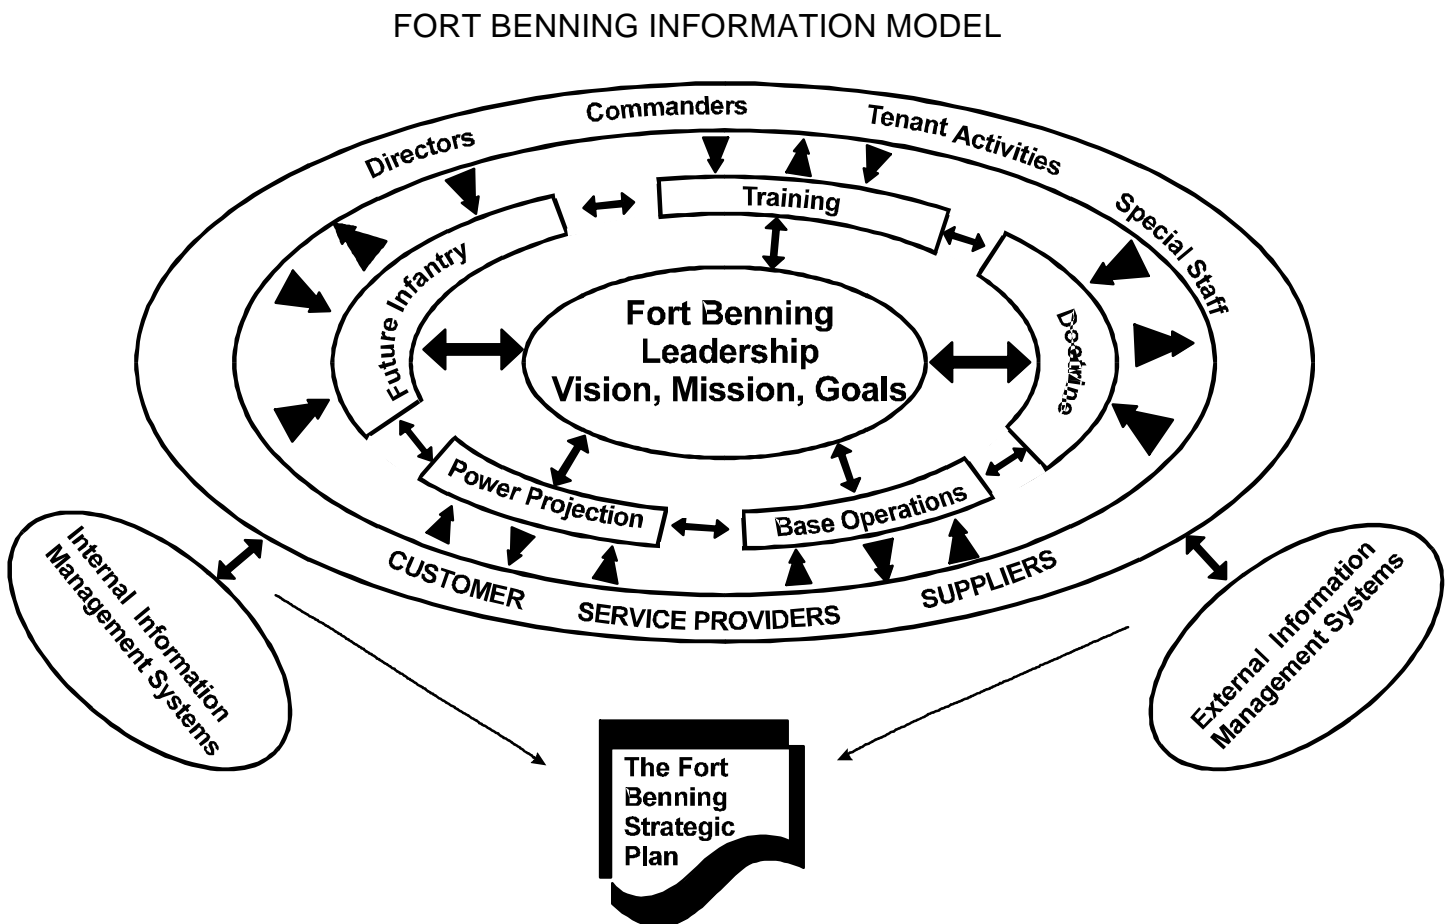 FORT BENNING INFORMATION MODEL
Commanders
Directors
Tenant Activities
Special Staff
Training
Future Infantry
Doctrine
Fort Benning
Leadership
Vision, Mission, Goals
Power Projection
Base Operations
CUSTOMER
SERVICE PROVIDERS
SUPPLIERS
Internal Information
Management Systems
External Information
Management Systems
The Fort
Benning
Strategic
Plan